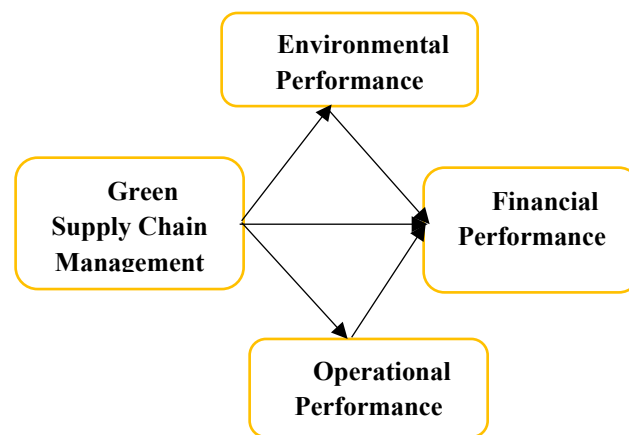 Environmental
Performance
Green
Supply Chain
Management
Financial
Performance
Operational
Performance